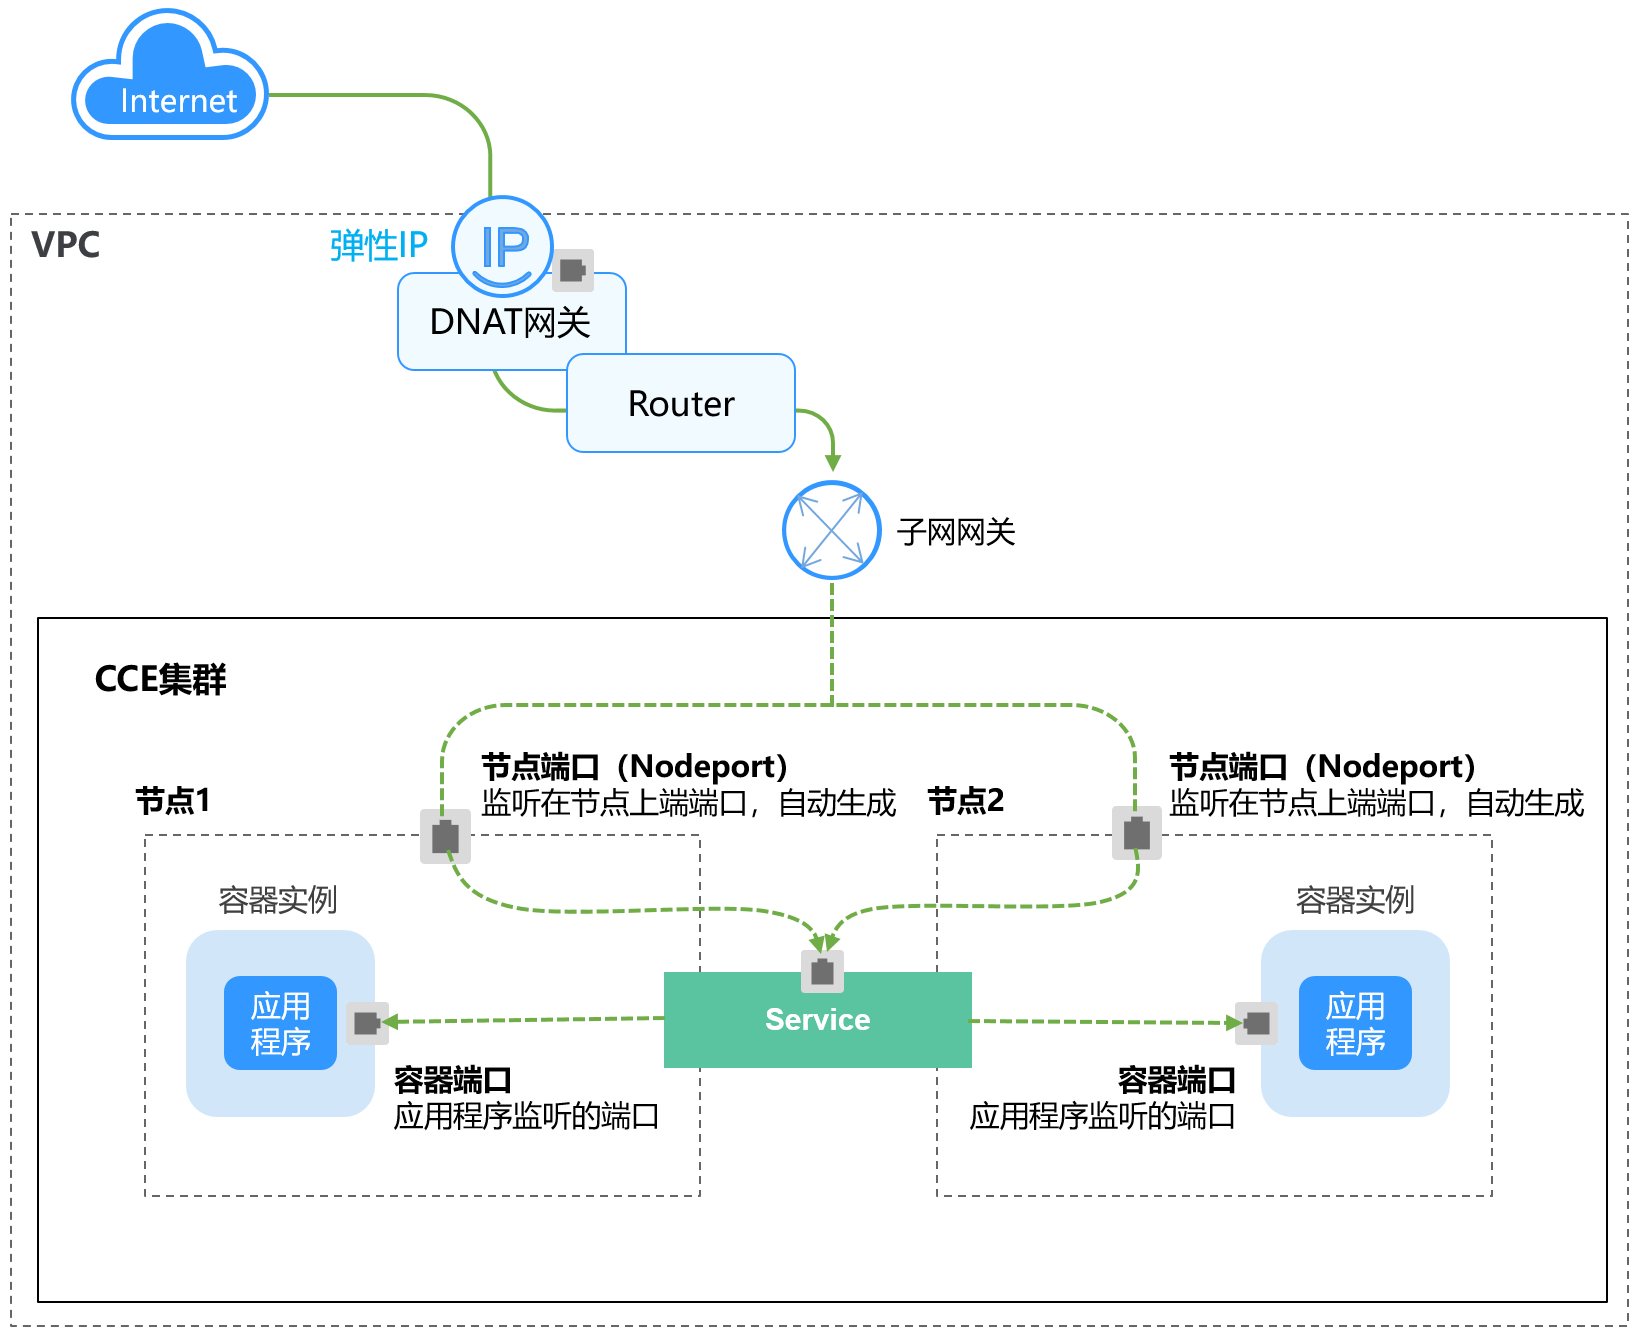 Internet
VPC
弹性IP
IP
DNAT网关
Router
子网网关
CCE集群
节点端口（Nodeport）
监听在节点上端端口，自动生成
节点1
节点端口（Nodeport）
监听在节点上端端口，自动生成
节点2
容器实例
容器实例
应用
程序
Service
应用
程序
容器端口
应用程序监听的端口
容器端口
应用程序监听的端口